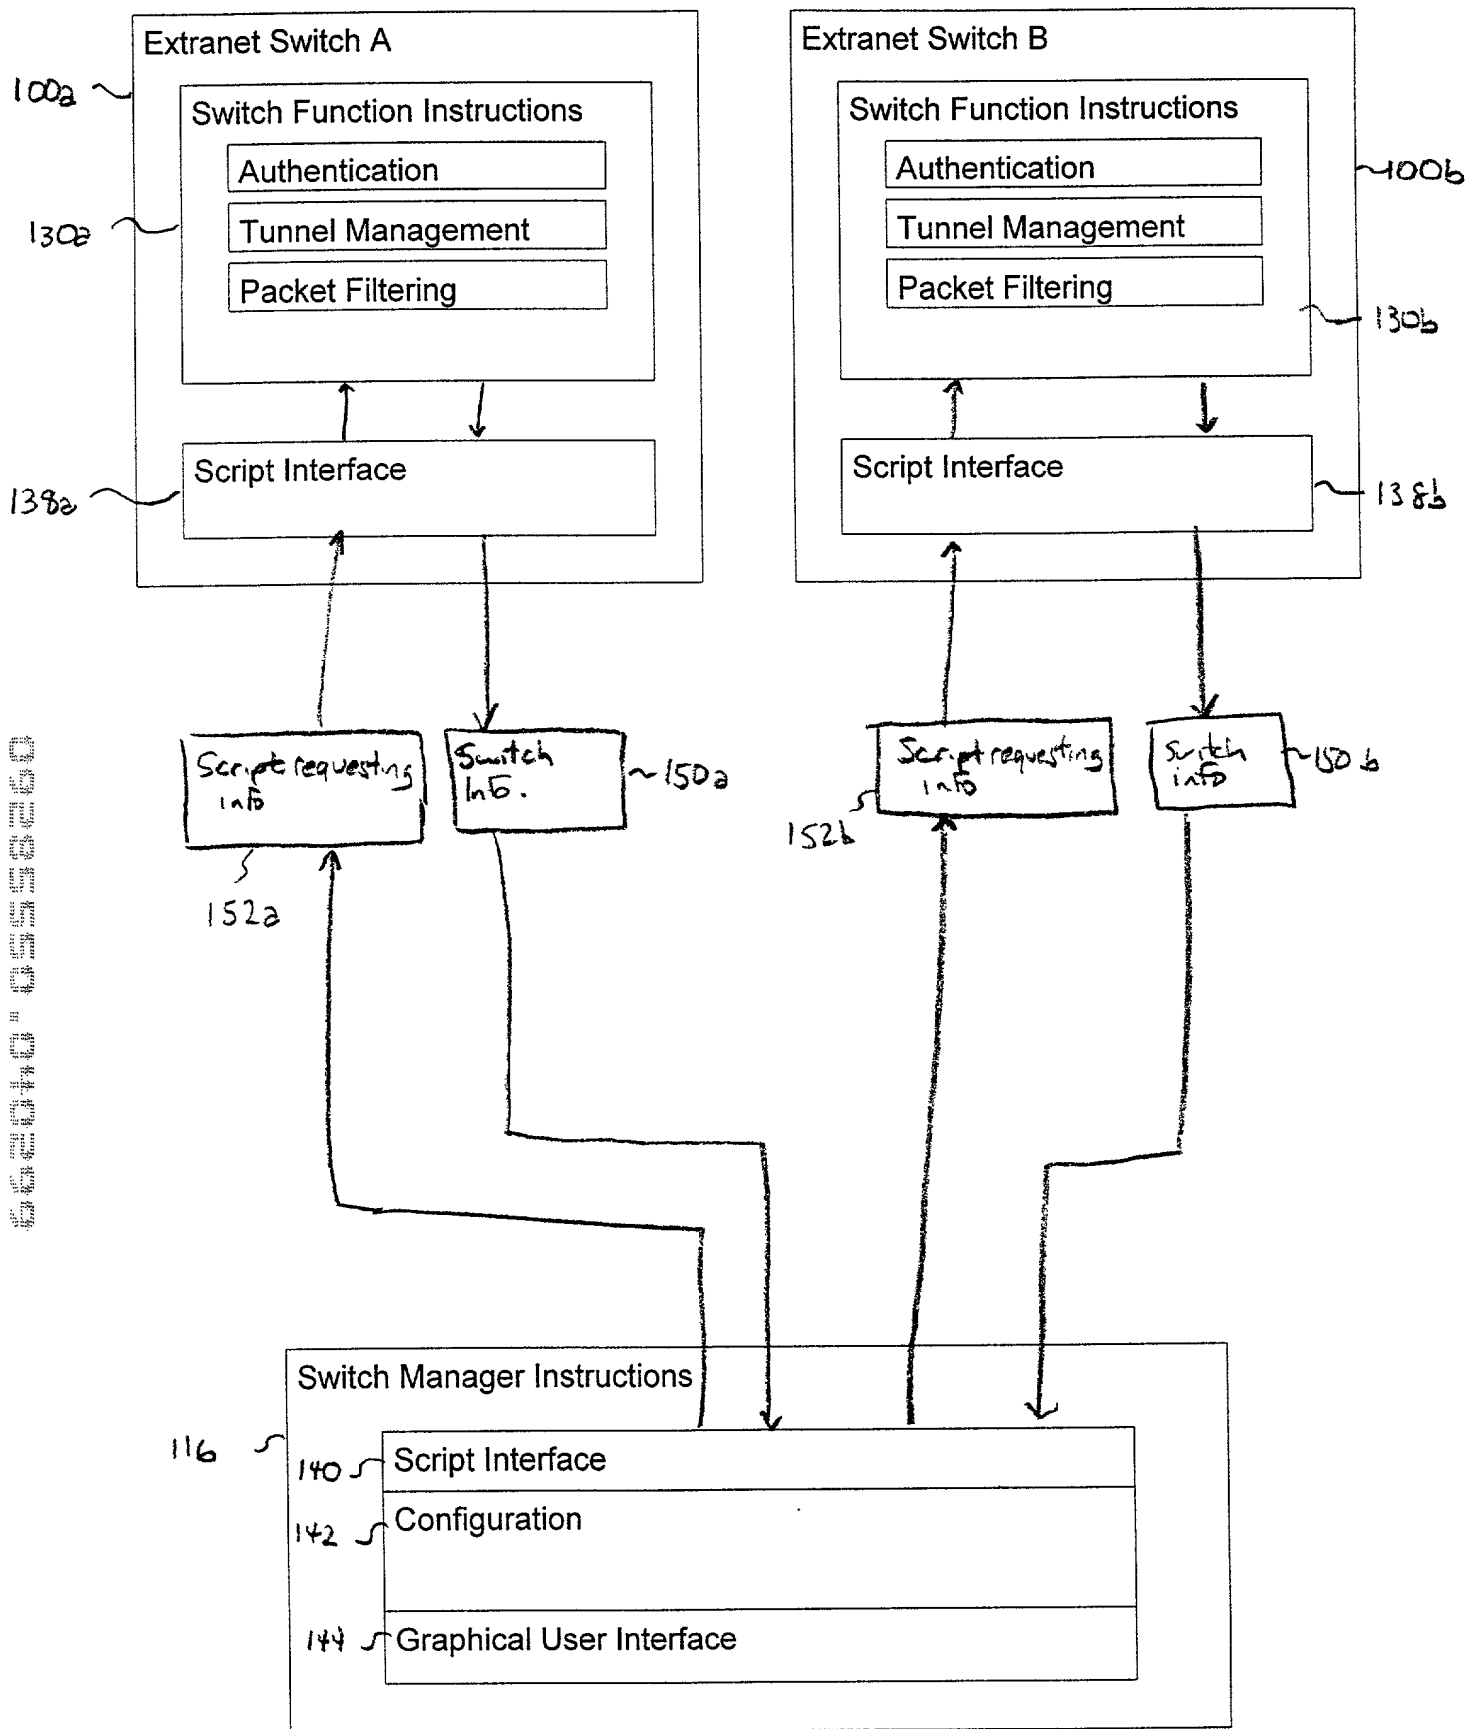 Extranet Switch A
100a
Switch Function Instructions
Authentication
Tunnel Management
Packet Filtering
130a
Script Interface
138a
Extranet Switch B
Switch Function Instructions
Authentication
Tunnel Management
Packet Filtering
100b
130b
Script Interface
138b
Script requesting
info
152a
Switch
Info.
150a
Script requesting
info
152b
Switch
info
150b
09285550.040299
Switch Manager Instructions
116
140
Script Interface
142
Configuration
144
Graphical User Interface